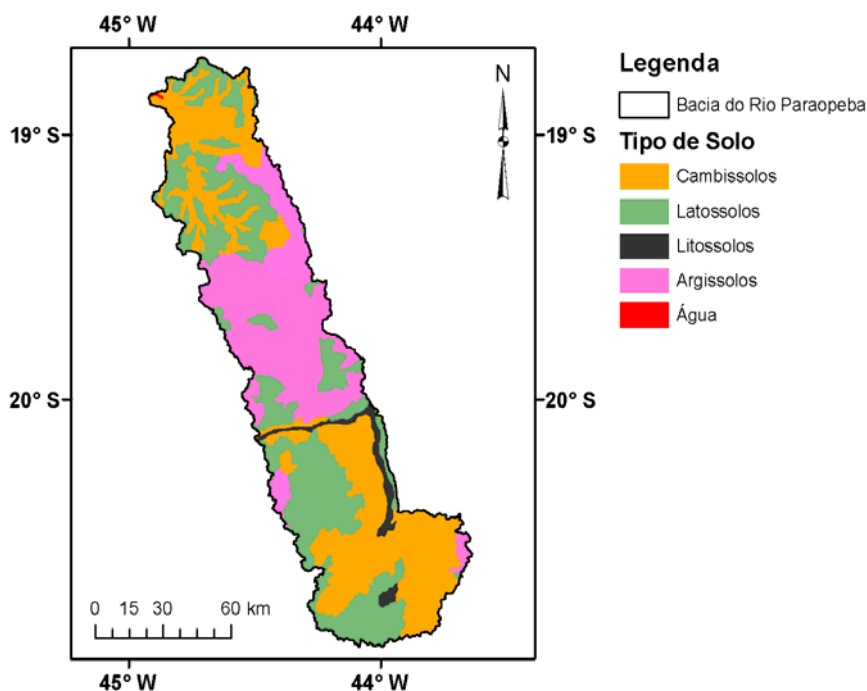 45° W 44° W
N
19° S 19° S
20° S 20° S
0 15 30 60 km
45° W 44° W
Legenda
Bacia do Rio Paraopeba
Tipo de Solo
Cambissolos
Latossolos
Litossolos
Argissolos
Água